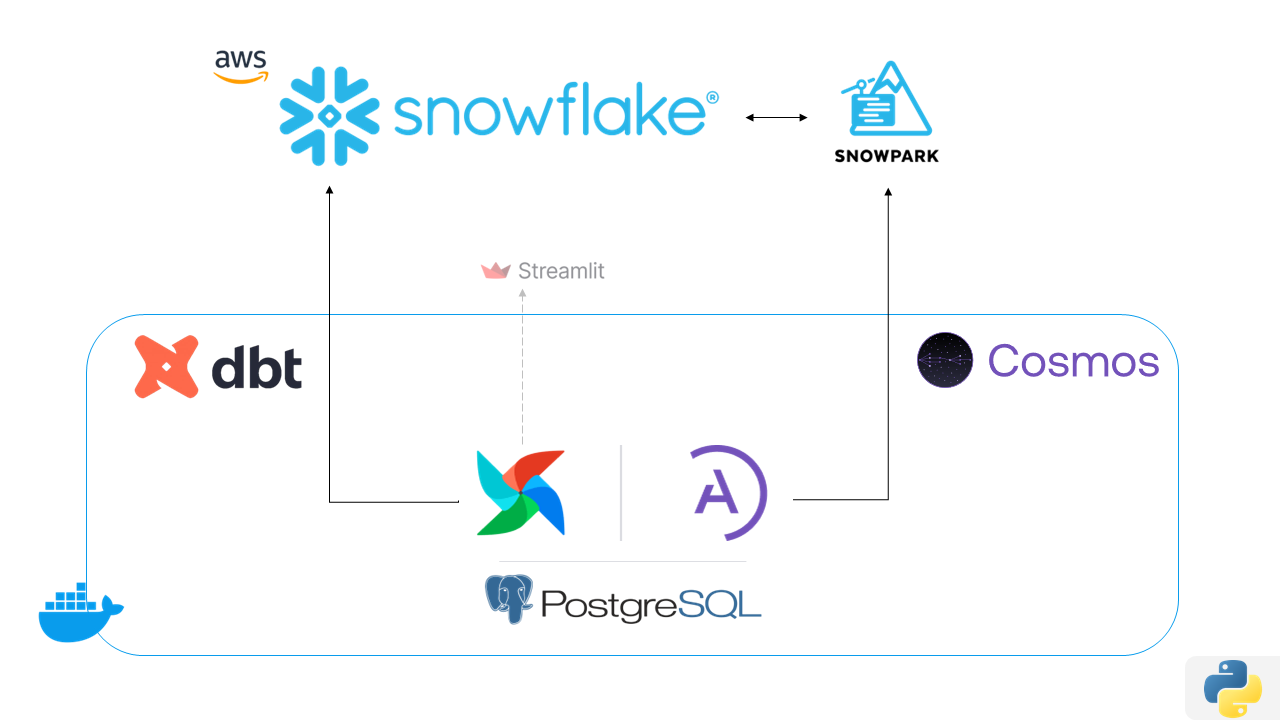 aws
snowflake®
SNOWPARK
Streamlit
dbt
Cosmos
A
PostgreSQL